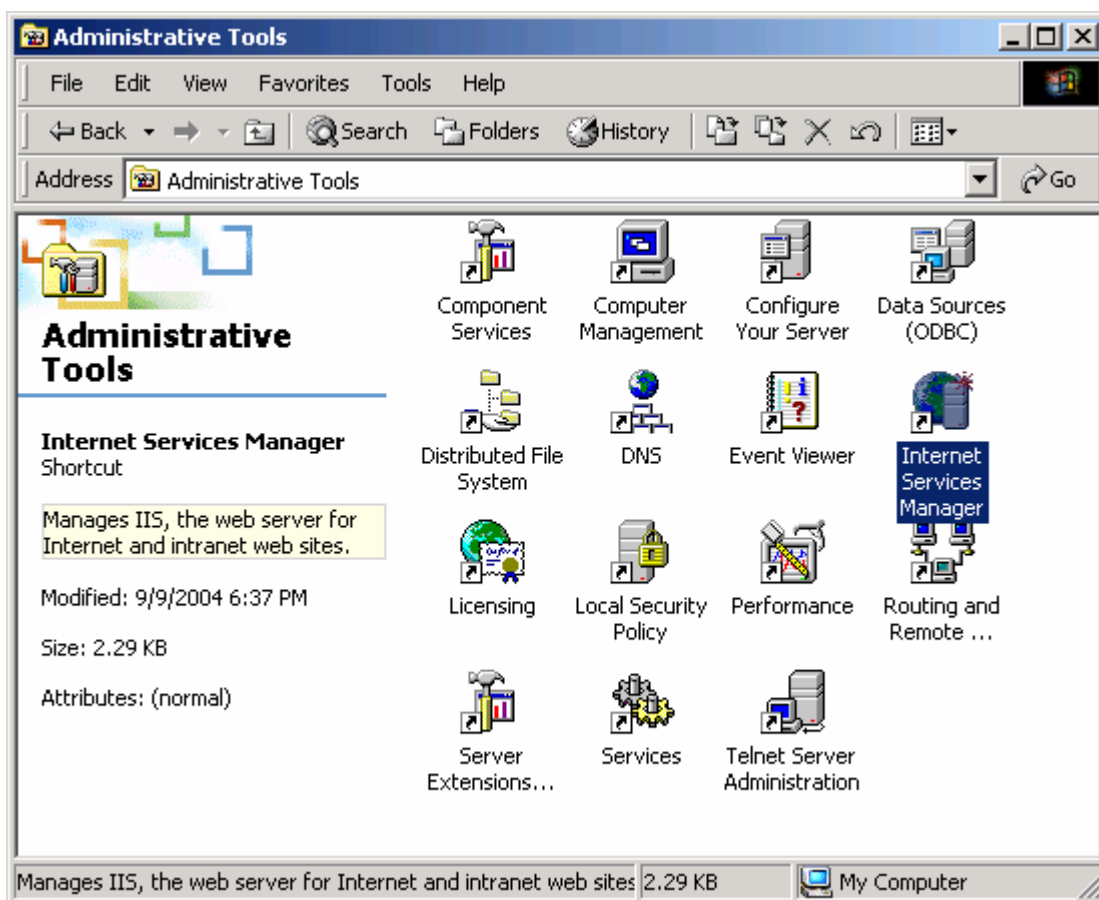 Administrative Tools
File Edit View Favorites Tools Help
Back Search Folders History
Address Administrative Tools Go
Administrative
Tools
Internet Services Manager
Shortcut
Manages IIS, the web server for
Internet and intranet web sites.
Modified: 9/9/2004 6:37 PM
Size: 2.29 KB
Attributes: (normal)
Component
Services
Computer
Management
Configure
Your Server
Data Sources
(ODBC)
Distributed File
System
DNS
Event Viewer
Internet
Services
Manager
Licensing
Local Security
Policy
Performance
Routing and
Remote ...
Server
Extensions...
Services
Telnet Server
Administration
Manages IIS, the web server for Internet and intranet web sites 2.29 KB My Computer